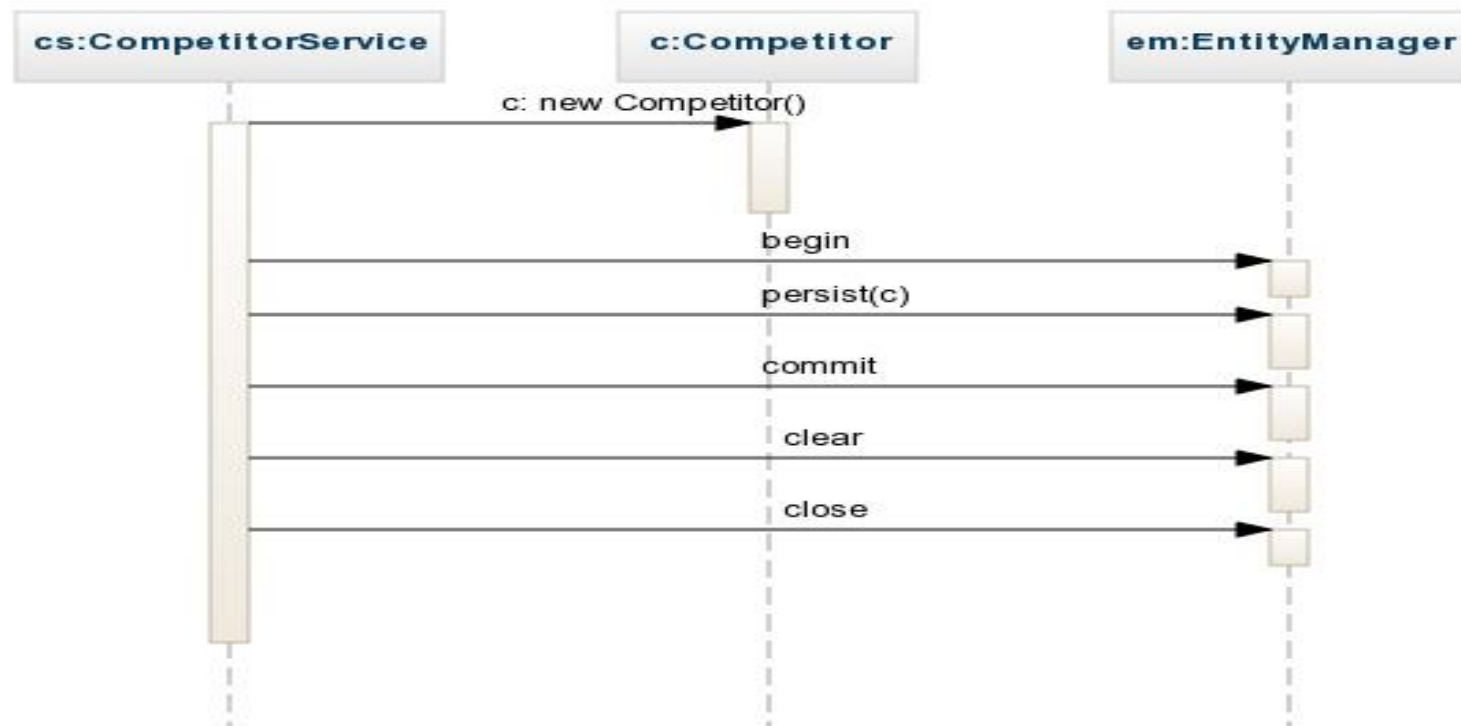 cs:CompetitorService
c:Competitor
em:EntityManager
c: new Competitor()
begin
persist(c)
commit
clear
close